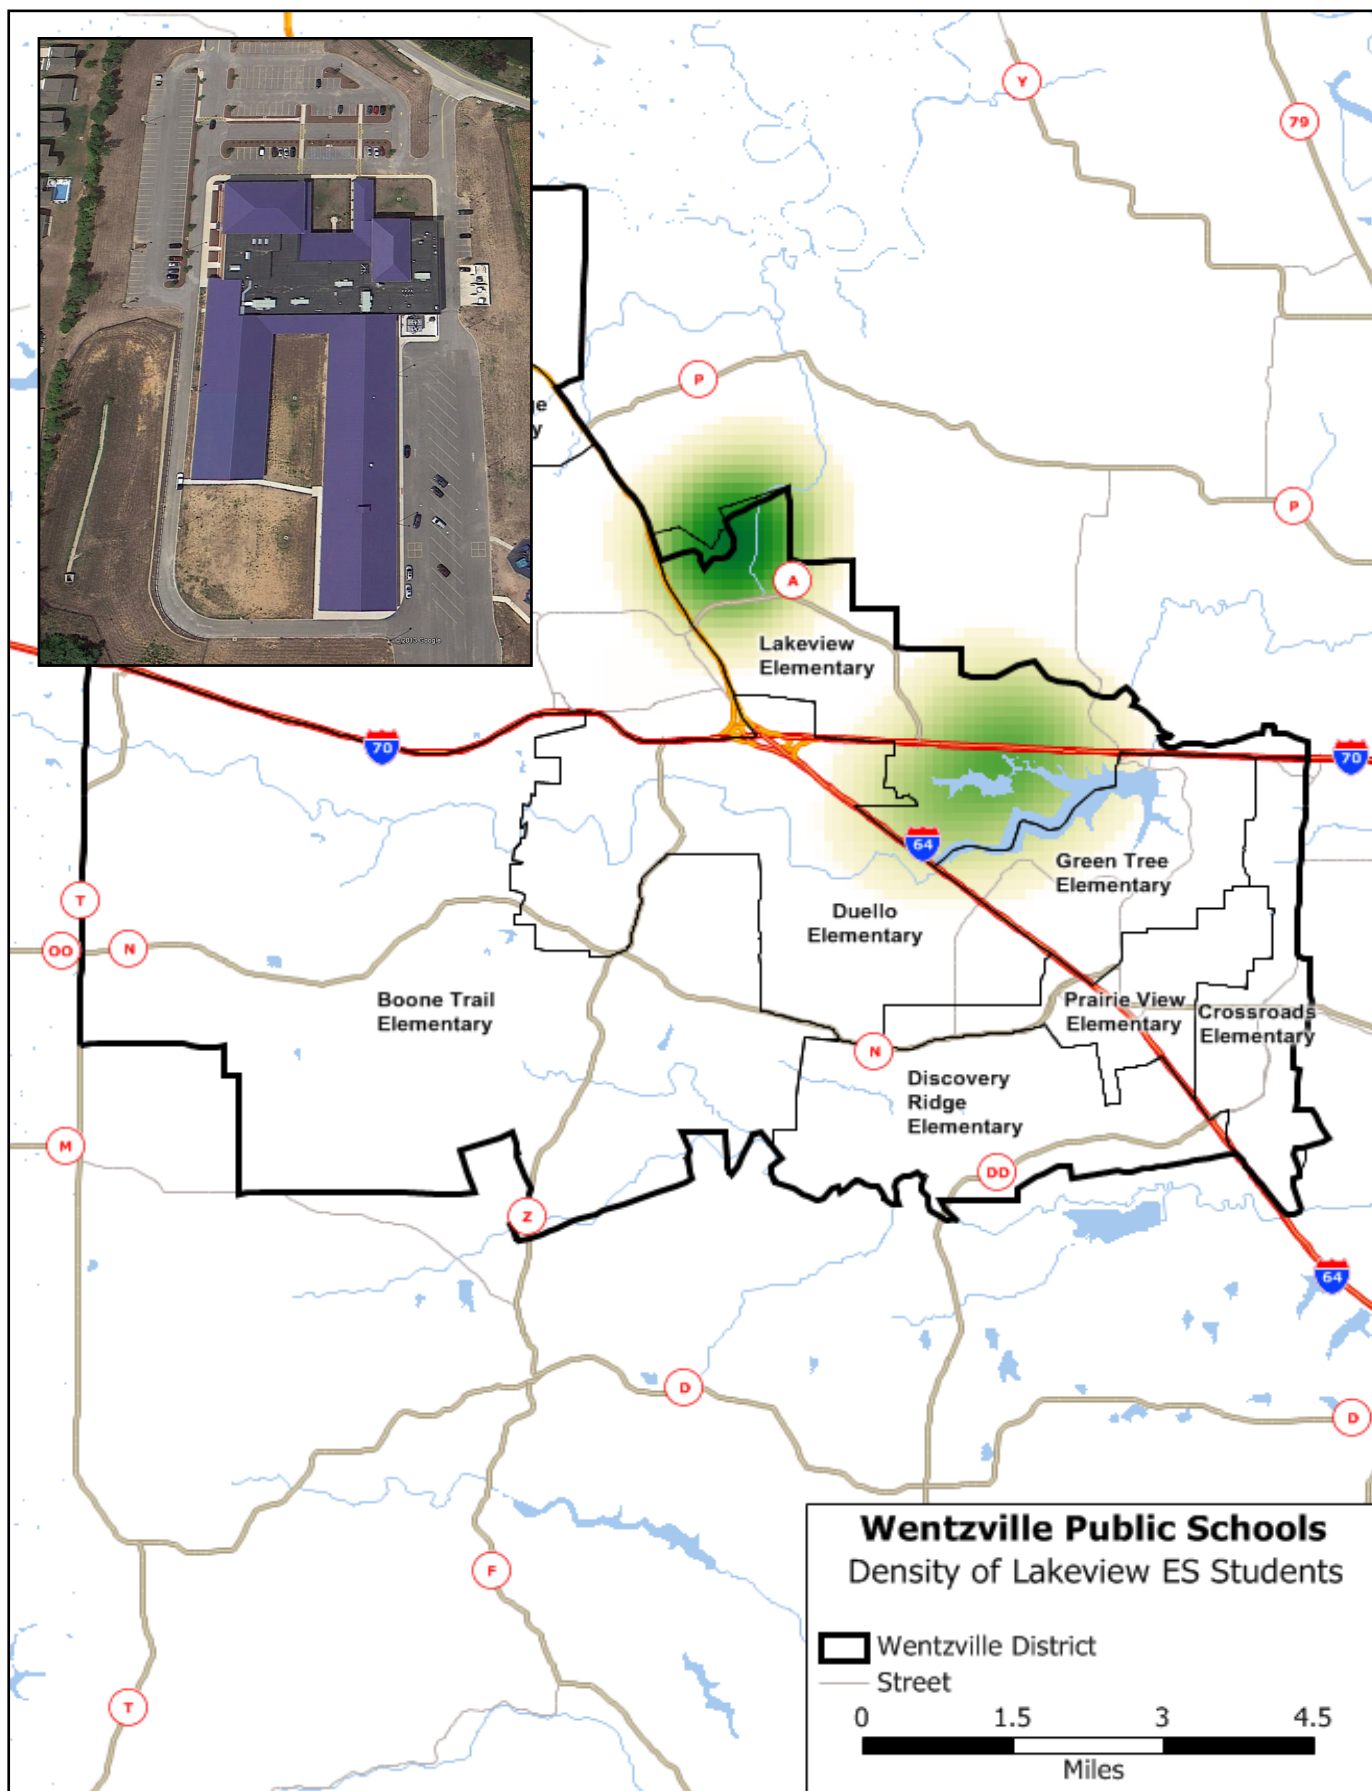 Y
79
P
ge
y
P
A
Lakeview
Elementary
70
70
64
Green Tree
Elementary
T
Duello
Elementary
OO
N
Boone Trail
Elementary
Prairie View
Elementary
Crossroads
Elementary
N
Discovery
Ridge
Elementary
M
DD
Z
64
D
D
F
T
Wentzville Public Schools
Density of Lakeview ES Students
Wentzville District
Street
0 1.5 3 4.5
Miles